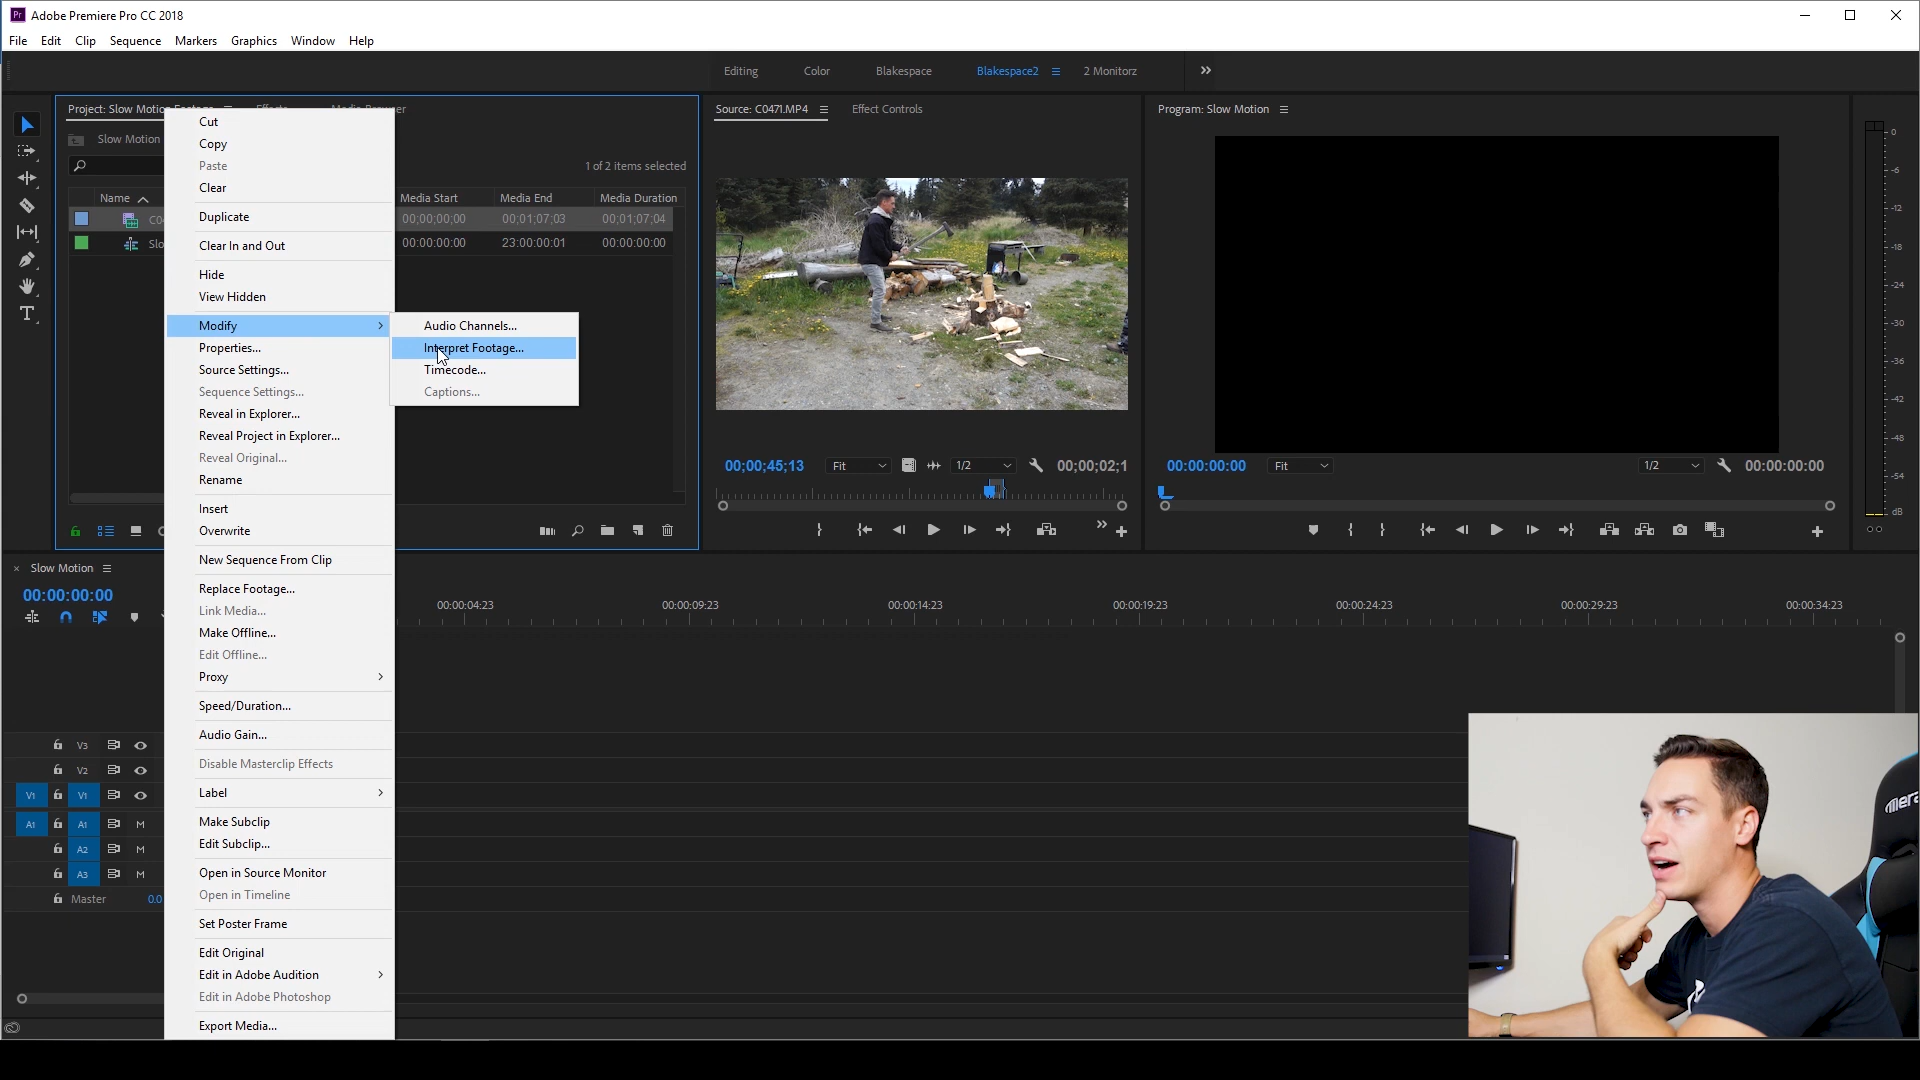 Pr Adobe Premiere Pro CC 2018
File Edit Clip Sequence Markers Graphics Window Help
Editing Color Blakespace Blakespace2 2 Monitorz
Project: Slow Motion Footage Effects Media Browser
Slow Motion
1 of 2 items selected
Name Media Start Media End Media Duration
C0 00;00;00;00 00;01;07;03 00;01;07;04
Slo 00:00:00:00 23:00:00:01 00:00:00:00
Cut
Copy
Paste
Clear
Duplicate
Clear In and Out
Hide
View Hidden
Modify
Properties...
Source Settings...
Sequence Settings...
Reveal in Explorer...
Reveal Project in Explorer...
Reveal Original...
Rename
Insert
Overwrite
New Sequence From Clip
Replace Footage...
Link Media...
Make Offline...
Edit Offline...
Proxy
Speed/Duration...
Audio Gain...
Disable Masterclip Effects
Label
Make Subclip
Edit Subclip...
Open in Source Monitor
Open in Timeline
Set Poster Frame
Edit Original
Edit in Adobe Audition
Edit in Adobe Photoshop
Export Media...
Audio Channels...
Interpret Footage...
Timecode...
Captions...
Source: C0471.MP4 Effect Controls
00;00;45;13 Fit 1/2 00;00;02;1
Program: Slow Motion
00:00:00:00 Fit 1/2 00:00:00:00
0
-6
-12
-18
-24
-30
-36
-42
-48
-54
dB
Slow Motion
00:00:00:00
00:00:04:23 00:00:09:23 00:00:14:23 00:00:19:23 00:00:24:23 00:00:29:23 00:00:34:23
V3
V2
V1 V1
A1 A1 M
A2 M
A3 M
Master 0.0